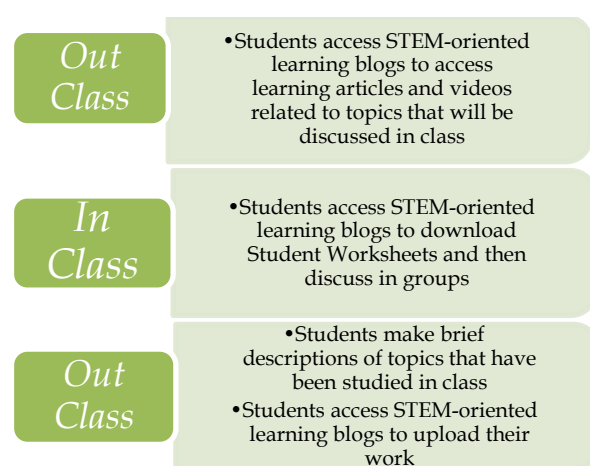 Out
Class
•Students access STEM-oriented
learning blogs to access
learning articles and videos
related to topics that will be
discussed in class
In
Class
•Students access STEM-oriented
learning blogs to download
Student Worksheets and then
discuss in groups
Out
Class
•Students make brief
descriptions of topics that have
been studied in class
•Students access STEM-oriented
learning blogs to upload their
work